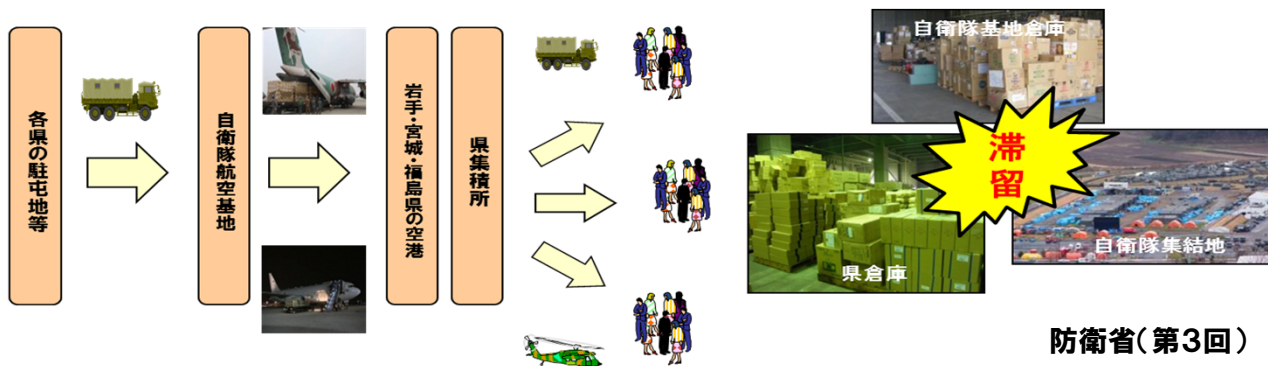 各県の駐屯地等
自衛隊航空基地
岩手・宮城・福島県の空港
県集積所
自衛隊基地倉庫
滞
留
県倉庫
自衛隊集結地
防衛省(第3回)